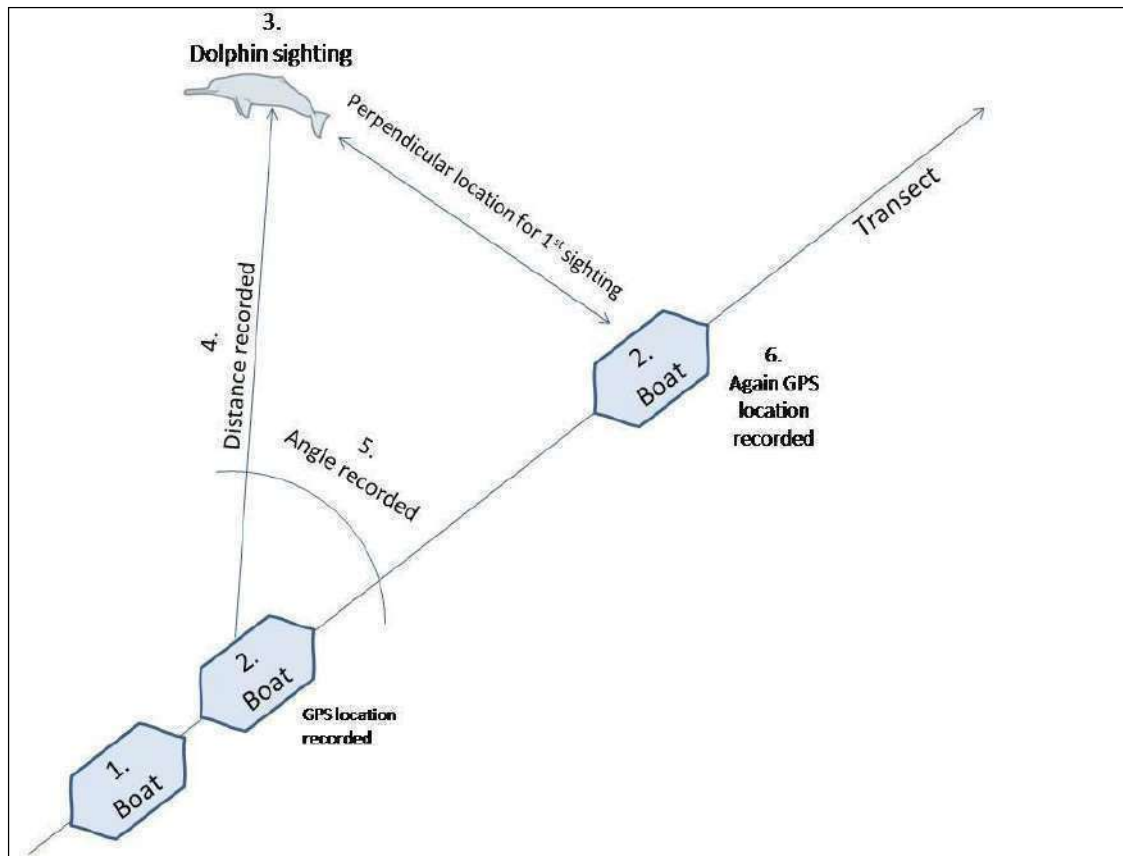 3.
Dolphin sighting
Perpendicular location for 1st sighting
Transect
4.
Distance recorded
5.
Angle recorded
2.
Boat
6.
Again GPS
location
recorded
2.
Boat
GPS location
recorded
1.
Boat